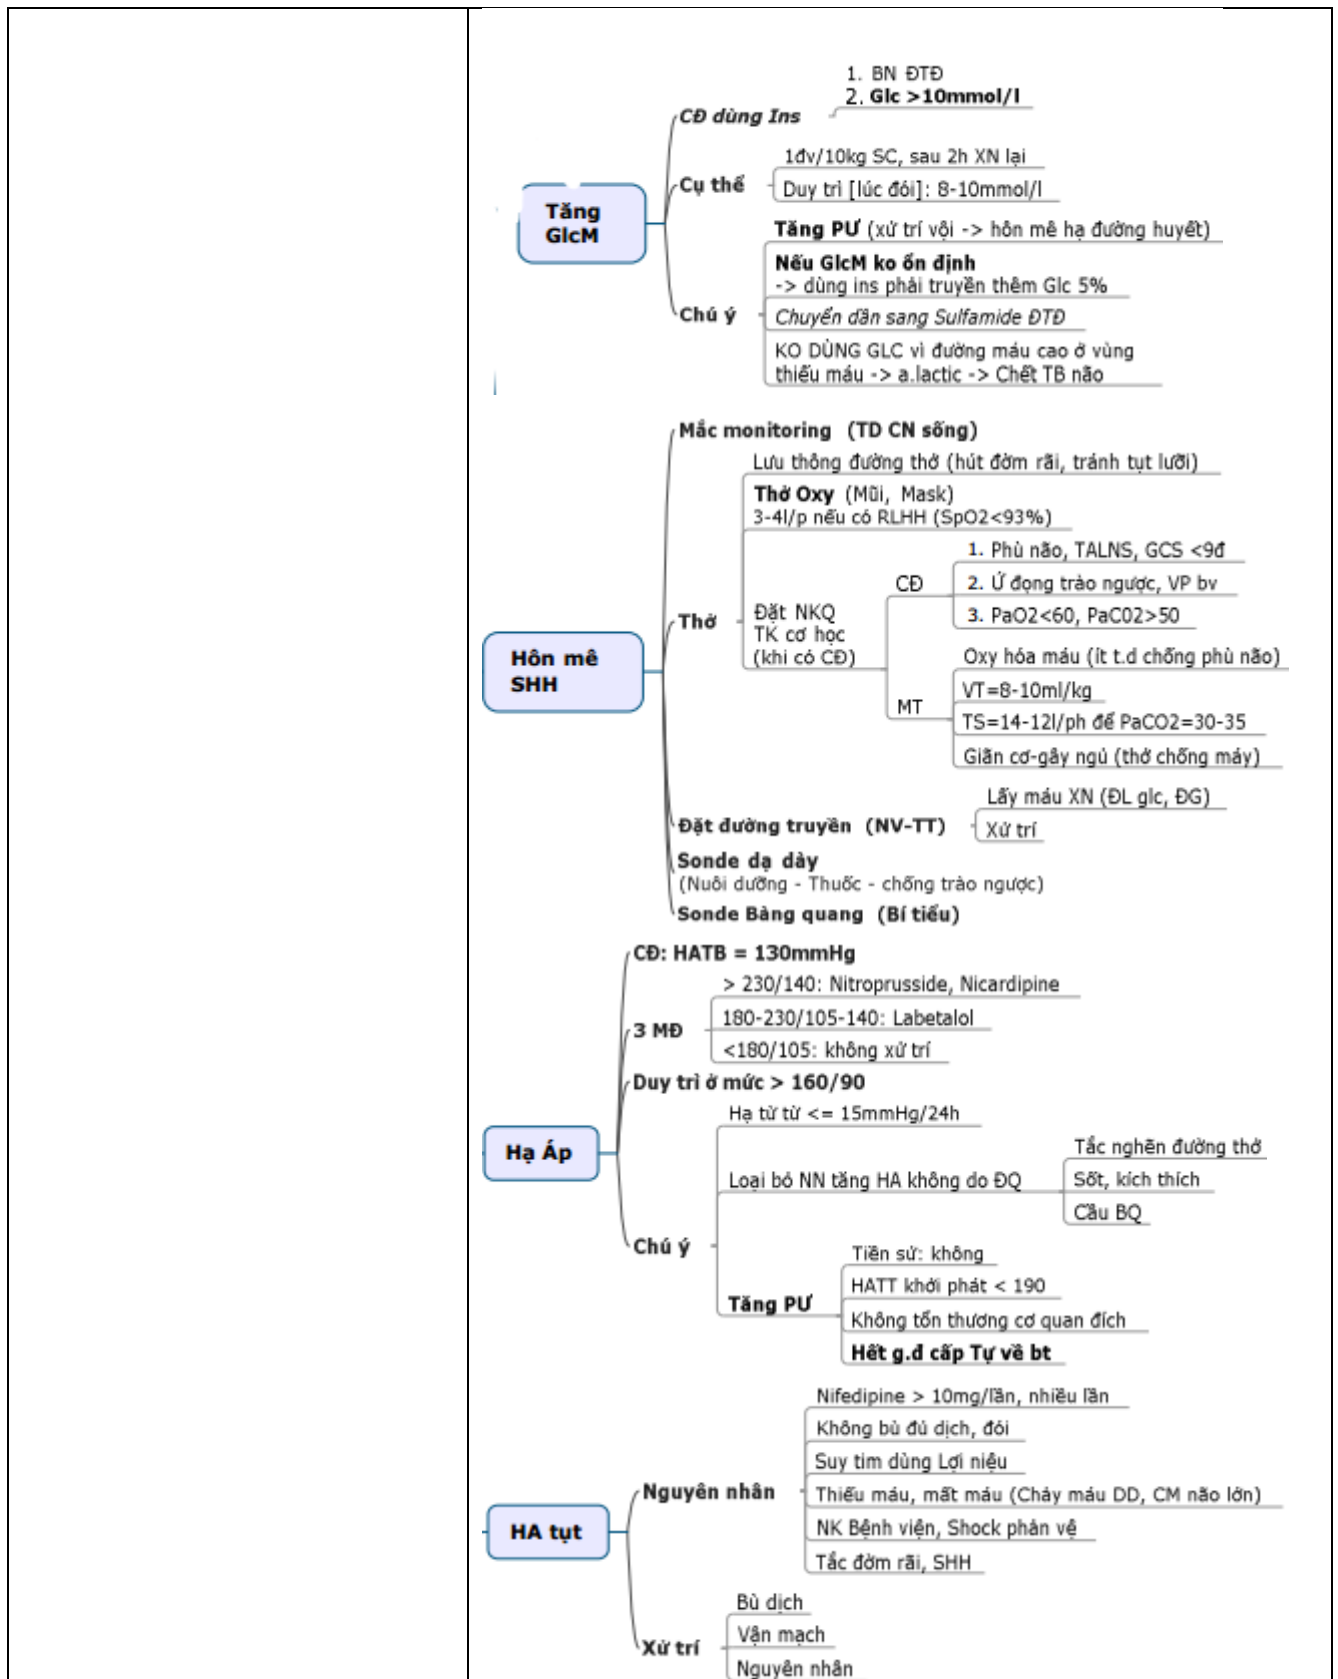 Tăng
GlcM
CĐ dùng Ins
1. BN ĐTĐ
2. Glc >10mmol/l
Cụ thể
1đv/10kg SC, sau 2h XN lại
Duy trì [lúc đói]: 8-10mmol/l
Chú ý
Tăng PƯ (xử trí vội -> hôn mê hạ đường huyết)
Nếu GlcM ko ổn định
-> dùng ins phải truyền thêm Glc 5%
Chuyển dần sang Sulfamide ĐTĐ
KO DÙNG GLC vì đường máu cao ở vùng
thiếu máu -> a.lactic -> Chết TB não
Hôn mê
SHH
Mắc monitoring (TD CN sống)
Thở
Lưu thông đường thở (hút đờm rãi, tránh tụt lưỡi)
Thở Oxy (Mũi, Mask)
3-4l/p nếu có RLHH (SpO2<93%)
Đặt NKQ
TK cơ học
(khi có CĐ)
CĐ
1. Phù não, TALNS, GCS <9đ
2. Ứ đọng trào ngược, VP bv
3. PaO2<60, PaC02>50
MT
Oxy hóa máu (ít t.d chống phù não)
VT=8-10ml/kg
TS=14-12l/ph để PaCO2=30-35
Giãn cơ-gây ngủ (thở chống máy)
Đặt đường truyền (NV-TT)
Lấy máu XN (ĐL glc, ĐG)
Xử trí
Sonde dạ dày
(Nuôi dưỡng - Thuốc - chống trào ngược)
Sonde Bàng quang (Bí tiểu)
Hạ Áp
CĐ: HATB = 130mmHg
3 MĐ
> 230/140: Nitroprusside, Nicardipine
180-230/105-140: Labetalol
<180/105: không xử trí
Duy trì ở mức > 160/90
Chú ý
Hạ từ từ <= 15mmHg/24h
Loại bỏ NN tăng HA không do ĐQ
Tắc nghẽn đường thở
Sốt, kích thích
Cầu BQ
Tăng PƯ
Tiền sử: không
HATT khởi phát < 190
Không tổn thương cơ quan đích
Hết g.đ cấp Tự về bt
HA tụt
Nguyên nhân
Nifedipine > 10mg/lần, nhiều lần
Không bù đủ dịch, đói
Suy tim dùng Lợi niệu
Thiếu máu, mất máu (Chảy máu DD, CM não lớn)
NK Bệnh viện, Shock phản vệ
Tắc đờm rãi, SHH
Xử trí
Bù dịch
Vận mạch
Nguyên nhân